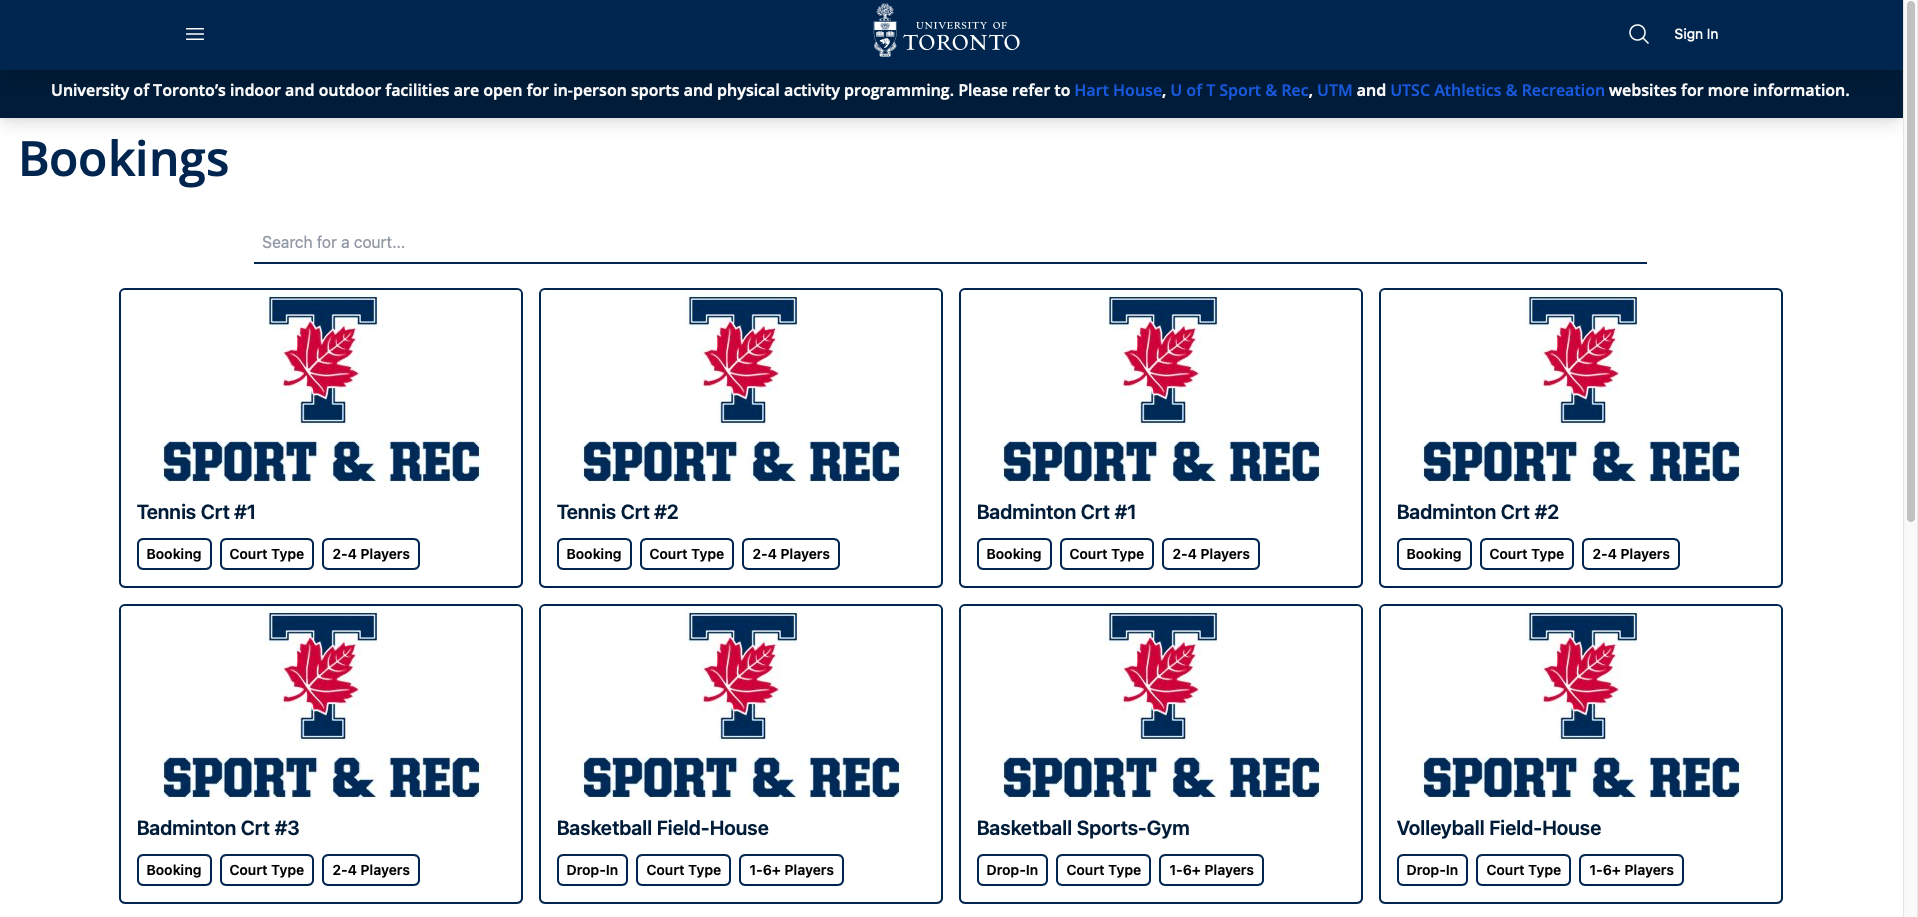 UNIVERSITY OF
TORONTO
Sign In
University of Toronto’s indoor and outdoor facilities are open for in-person sports and physical activity programming. Please refer to Hart House, U of T Sport & Rec, UTM and UTSC Athletics & Recreation websites for more information.
Bookings
Search for a court...
T
SPORT & REC
Tennis Crt #1
Booking Court Type 2-4 Players
T
SPORT & REC
Tennis Crt #2
Booking Court Type 2-4 Players
T
SPORT & REC
Badminton Crt #1
Booking Court Type 2-4 Players
T
SPORT & REC
Badminton Crt #2
Booking Court Type 2-4 Players
T
SPORT & REC
Badminton Crt #3
Booking Court Type 2-4 Players
T
SPORT & REC
Basketball Field-House
Drop-In Court Type 1-6+ Players
T
SPORT & REC
Basketball Sports-Gym
Drop-In Court Type 1-6+ Players
T
SPORT & REC
Volleyball Field-House
Drop-In Court Type 1-6+ Players